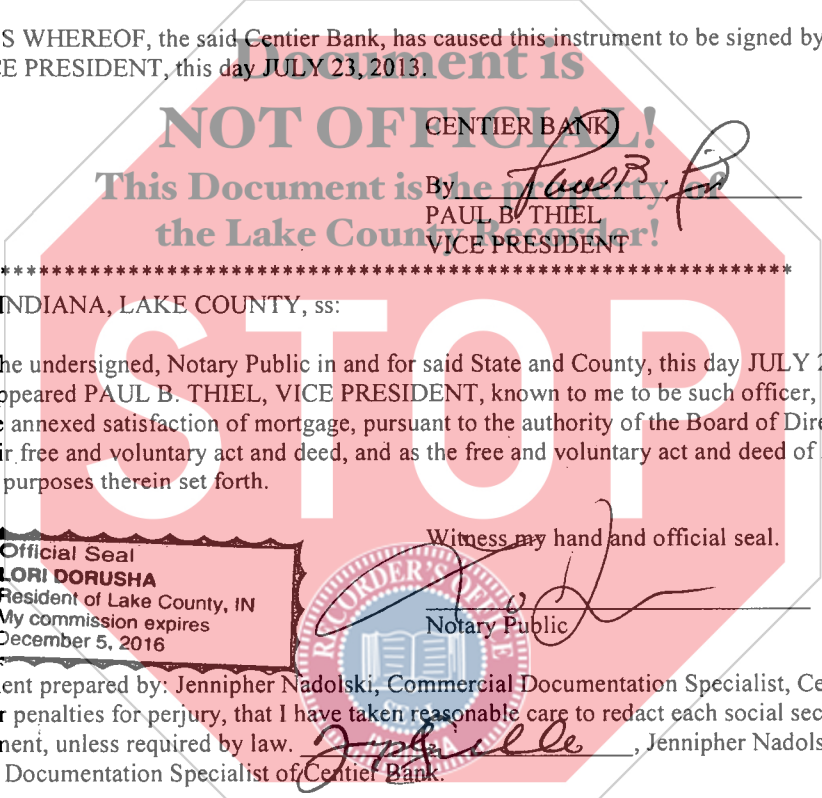 S WHEREOF, the said Centier Bank, has caused this instrument to be signed by
CE PRESIDENT, this day JULY 23, 2013.
Document is
NOT OFFICIAL!
This Document is the property of
the Lake County Recorder!
CENTIER BANK
By
PAUL B. THIEL
VICE PRESIDENT
INDIANA, LAKE COUNTY, ss:
STOP
he undersigned, Notary Public in and for said State and County, this day JULY 2
ppeared PAUL B. THIEL, VICE PRESIDENT, known to me to be such officer,
e annexed satisfaction of mortgage, pursuant to the authority of the Board of Dire
ir free and voluntary act and deed, and as the free and voluntary act and deed of
purposes therein set forth.
Witness my hand and official seal.
Official Seal
LORI DORUSHA
Resident of Lake County, IN
My commission expires
December 5, 2016
RECORDER'S OFFICE
SEAL
INDIANA
Notary Public
ent prepared by: Jennipher Nadolski, Commercial Documentation Specialist, Ce
r penalties for perjury, that I have taken reasonable care to redact each social sec
nent, unless required by law. , Jennipher Nadols
Documentation Specialist of Centier Bank.